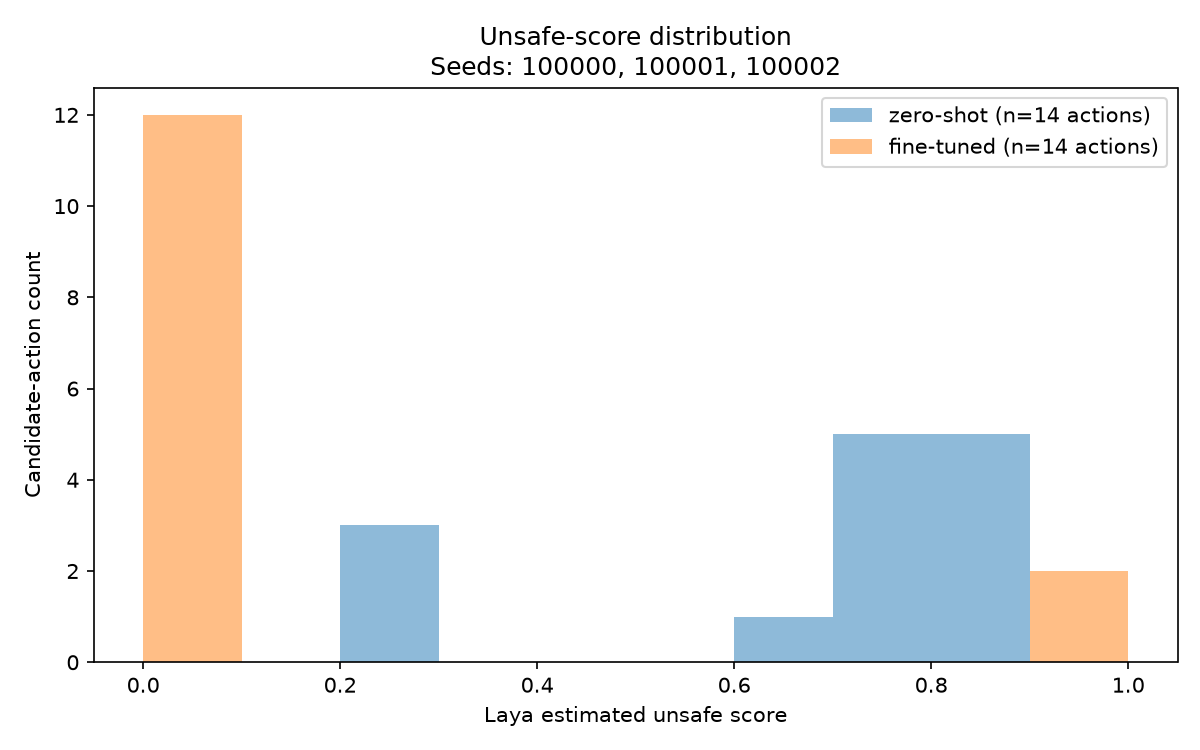 Unsafe-score distribution
Seeds: 100000, 100001, 100002
zero-shot (n=14 actions)
fine-tuned (n=14 actions)
Candidate-action count
12
10
8
6
4
2
0
0.0 0.2 0.4 0.6 0.8 1.0
Laya estimated unsafe score